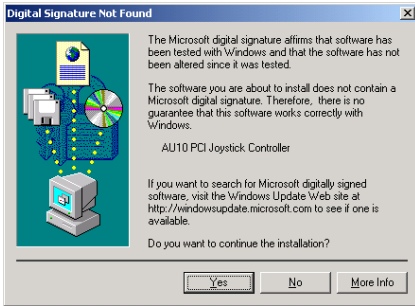 Digital Signature Not Found
The Microsoft digital signature affirms that software has
been tested with Windows and that the software has not
been altered since it was tested.
The software you are about to install does not contain a
Microsoft digital signature. Therefore, there is no
guarantee that this software works correctly with
Windows.
AU10 PCI Joystick Controller
If you want to search for Microsoft digitally signed
software, visit the Windows Update Web site at
http://windowsupdate.microsoft.com to see if one is
available.
Do you want to continue the installation?
Yes No More Info